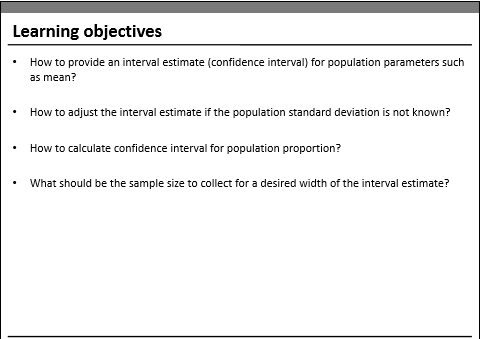 Learning objectives
• How to provide an interval estimate (confidence interval) for population parameters such
as mean?
• How to adjust the interval estimate if the population standard deviation is not known?
• How to calculate confidence interval for population proportion?
• What should be the sample size to collect for a desired width of the interval estimate?